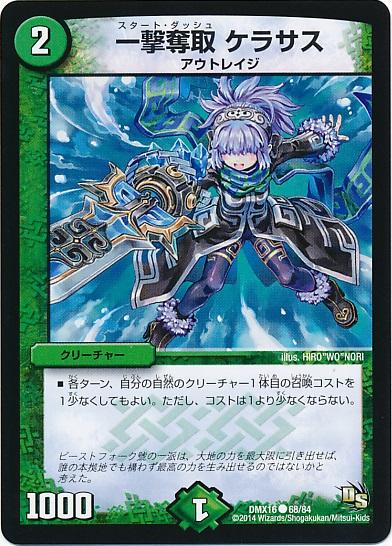 2
スタート・ダッシュ
一撃奪取 ケラサス
アウトレイジ
illus. HIRO"WO"NORI
クリーチャー
■ 各ターン、自分の自然のクリーチャー1体目の召喚コストを
1少なくしてもよい。ただし、コストは1より少なくならない。
ビーストフォーク號の一派は、大地の力を最大限に引き出せば、
誰の本拠地でも構わず最高の力を生み出せるのではないかと
考えた。
1000
1
DMX16 68/84
©2014 Wizards/Shogakukan/Mitsui-Kids
DS